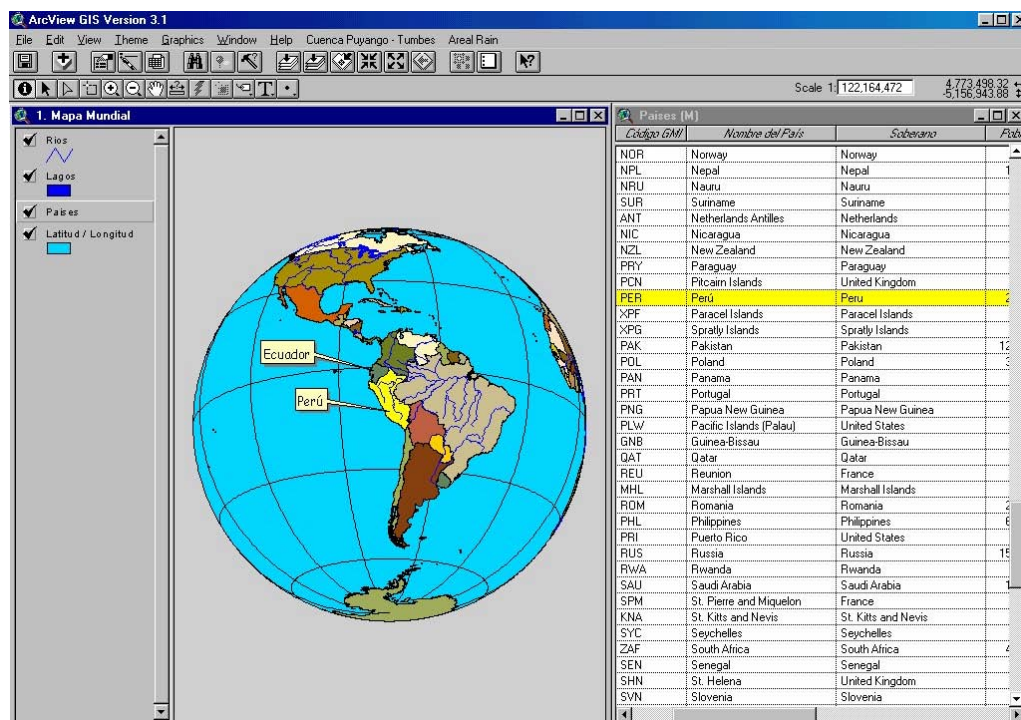 ArcView GIS Version 3.1
File Edit View Theme Graphics Window Help Cuenca Puyango - Tumbes Areal Rain
Scale 1: 122,164,472
4,773,498.32
-5,156,943.88
1. Mapa Mundial
Rios
Lagos
Paises
Latitud / Longitud
Ecuador
Perú
Paises (M)
Código GMI Nombre del País Soberano
NOR Norway Norway
NPL Nepal Nepal 1
NRU Nauru Nauru
SUR Suriname Suriname
ANT Netherlands Antilles Netherlands
NIC Nicaragua Nicaragua
NZL New Zealand New Zealand
PRY Paraguay Paraguay
PCN Pitcairn Islands United Kingdom
PER Perú Peru 2
XPF Paracel Islands Paracel Islands
XPG Spratly Islands Spratly Islands
PAK Pakistan Pakistan 12
POL Poland Poland 3
PAN Panama Panama
PRT Portugal Portugal
PNG Papua New Guinea Papua New Guinea
PLW Pacific Islands (Palau) United States
GNB Guinea-Bissau Guinea-Bissau
QAT Qatar Qatar
REU Reunion France
MHL Marshall Islands Marshall Islands
ROM Romania Romania 2
PHL Philippines Philippines 6
PRI Puerto Rico United States
RUS Russia Russia 15
RWA Rwanda Rwanda
SAU Saudi Arabia Saudi Arabia 1
SPM St. Pierre and Miquelon France
KNA St. Kitts and Nevis St. Kitts and Nevis
SYC Seychelles Seychelles
ZAF South Africa South Africa 4
SEN Senegal Senegal
SHN St. Helena United Kingdom
SVN Slovenia Slovenia